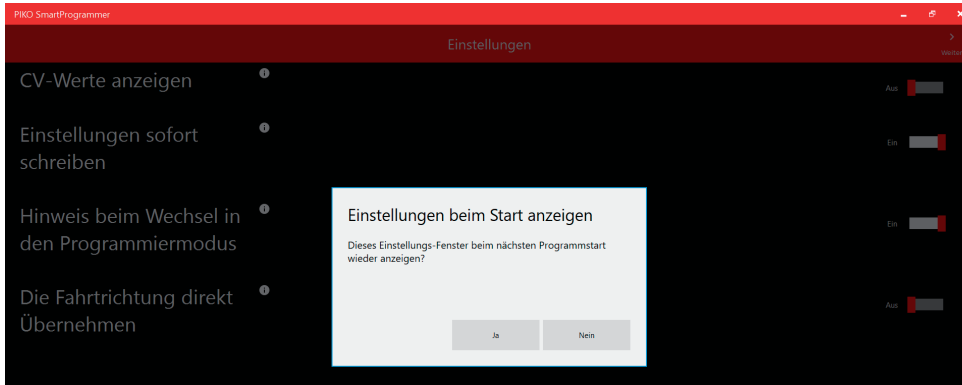 PIKO SmartProgrammer
Einstellungen
Weiter
CV-Werte anzeigen
Aus
Einstellungen sofort
schreiben
Ein
Hinweis beim Wechsel in
den Programmiermodus
Ein
Die Fahrtrichtung direkt
Übernehmen
Aus
Einstellungen beim Start anzeigen
Dieses Einstellungs-Fenster beim nächsten Programmstart
wieder anzeigen?
Ja
Nein